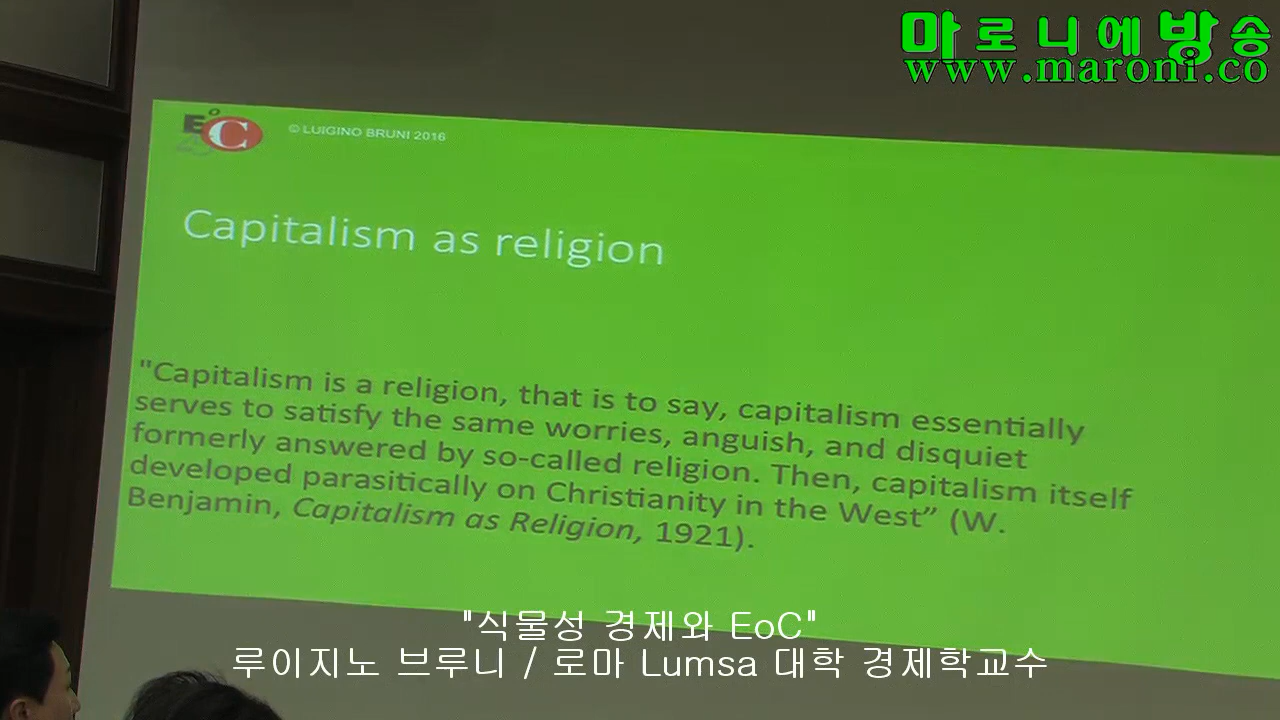 마로니에방송
www.maroni.co
EoC
© LUIGINO BRUNI 2016
Capitalism as religion
"Capitalism is a religion, that is to say, capitalism essentially
serves to satisfy the same worries, anguish, and disquiet
formerly answered by so-called religion. Then, capitalism itself
developed parasitically on Christianity in the West” (W.
Benjamin, Capitalism as Religion, 1921).
"식물성 경제와 EoC"
루이지노 브루니 / 로마 Lumsa 대학 경제학교수